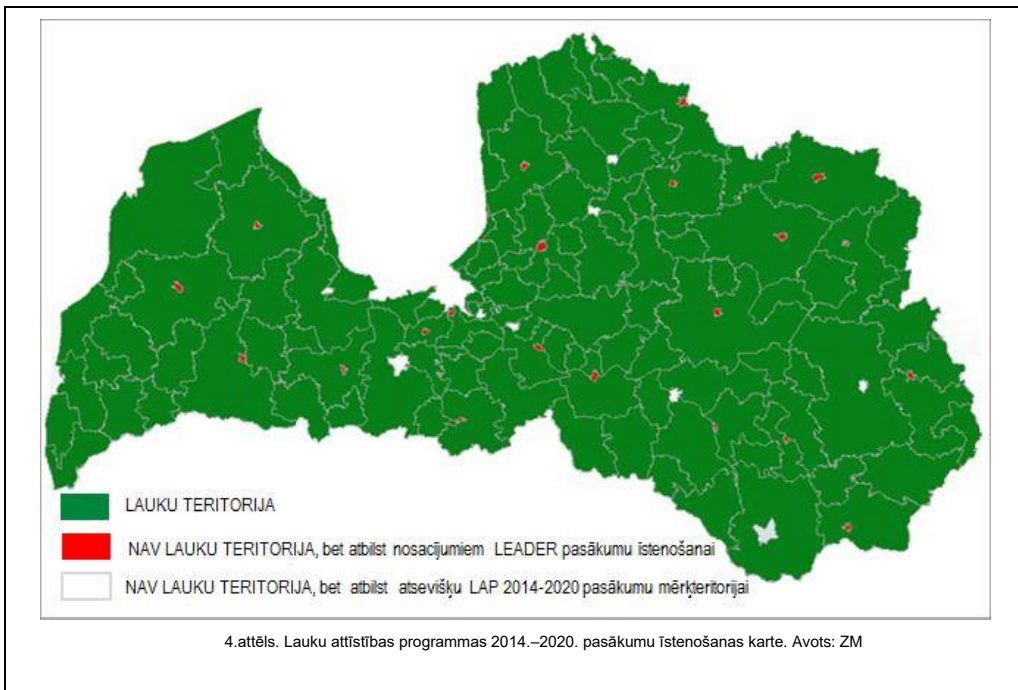 LAUKU TERITORIJA
NAV LAUKU TERITORIJA, bet atbilst nosacījumiem LEADER pasākumu īstenošanai
NAV LAUKU TERITORIJA, bet atbilst atsevišķu LAP 2014-2020 pasākumu mērķteritorijai
4.attēls. Lauku attīstības programmas 2014.–2020. pasākumu īstenošanas karte. Avots: ZM